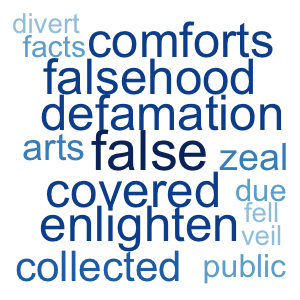 divert
facts comforts
falsehood
defamation
arts false zeal
covered due
enlighten fell
veil
collected public